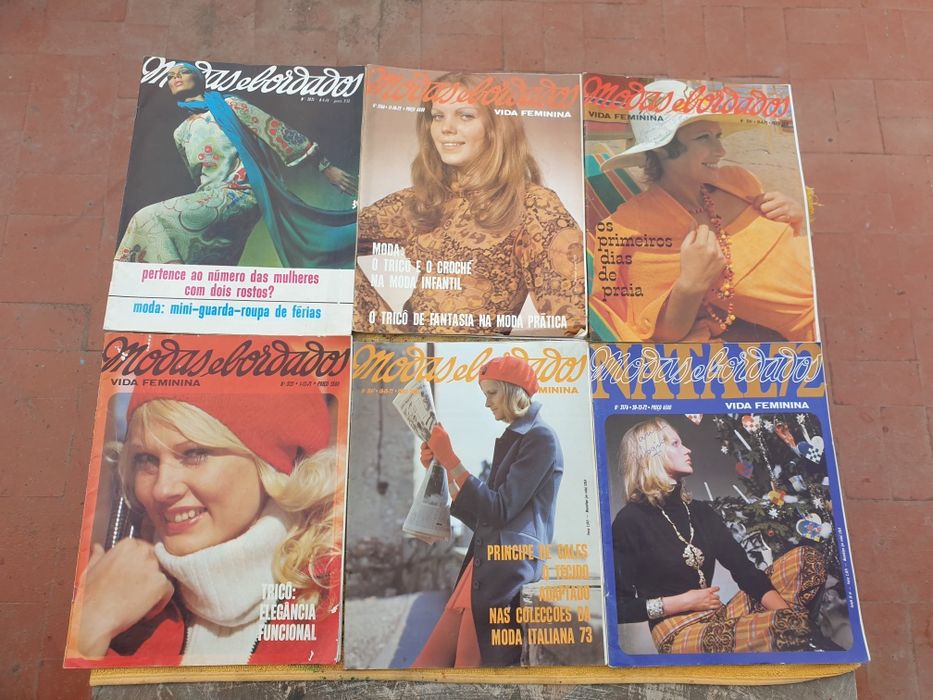 Modas e bordados
pertence ao número das mulheres
com dois rostos?
moda: mini-guarda-roupa de férias
Modas e bordados
VIDA FEMININA
MODA:
O TRICÔ E O CROCHÉ
NA MODA INFANTIL
O TRICÔ DE FANTASIA NA MODA PRÁTICA
Modas e bordados
VIDA FEMININA
os
primeiros
dias
de
praia
Modas e bordados
VIDA FEMININA
TRICÔ:
ELEGÂNCIA
FUNCIONAL
Modas e bordados
FEMININA
PRINCIPE DE GALES
O TECIDO
ADAPTADO
NAS COLECÇÕES DA
MODA ITALIANA 73
Modas e bordados
VIDA FEMININA